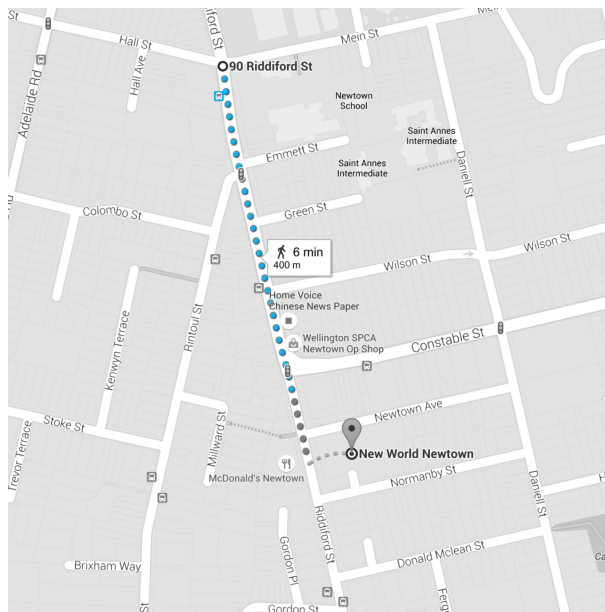 Mein St
Riddiford St
Hall St
Hall Ave
Adelaide Rd
90 Riddiford St
Mein St
Newtown
School
Saint Annes
Intermediate
Emmett St
Saint Annes
Intermediate
Daniell St
Green St
Colombo St
Wilson St
Wilson St
6 min
400 m
Home Voice
Chinese News Paper
Wellington SPCA
Newtown Op Shop
Constable St
Rintoul St
Kenwyn Terrace
Newtown Ave
Stoke St
Millward St
New World Newtown
McDonald's Newtown
Normanby St
Trevor Terrace
Riddiford St
Daniell St
Donald Mclean St
Gordon Pl
Brixham Way
Gordon St